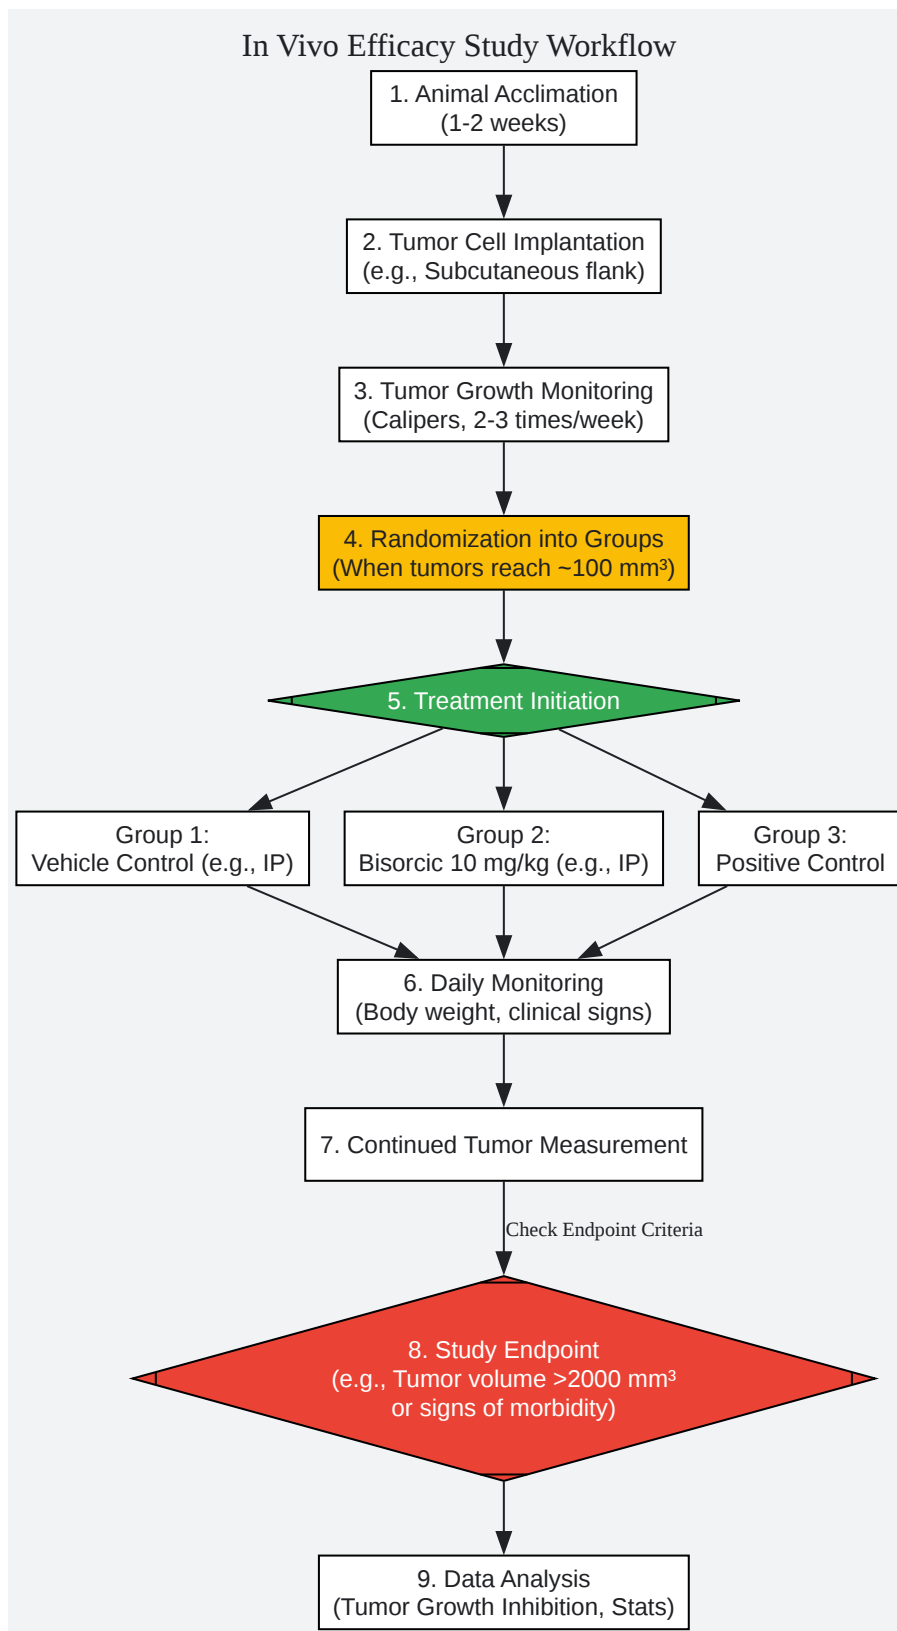 In Vivo Efficacy Study Workflow
1. Animal Acclimation
(1-2 weeks)
2. Tumor Cell Implantation
(e.g., Subcutaneous flank)
3. Tumor Growth Monitoring
(Calipers, 2-3 times/week)
4. Randomization into Groups
(When tumors reach ~100 mm³)
5. Treatment Initiation
Group 1:
Vehicle Control (e.g., IP)
Group 2:
Bisorcic 10 mg/kg (e.g., IP)
Group 3:
Positive Control
6. Daily Monitoring
(Body weight, clinical signs)
7. Continued Tumor Measurement
Check Endpoint Criteria
8. Study Endpoint
(e.g., Tumor volume >2000 mm³
or signs of morbidity)
9. Data Analysis
(Tumor Growth Inhibition, Stats)